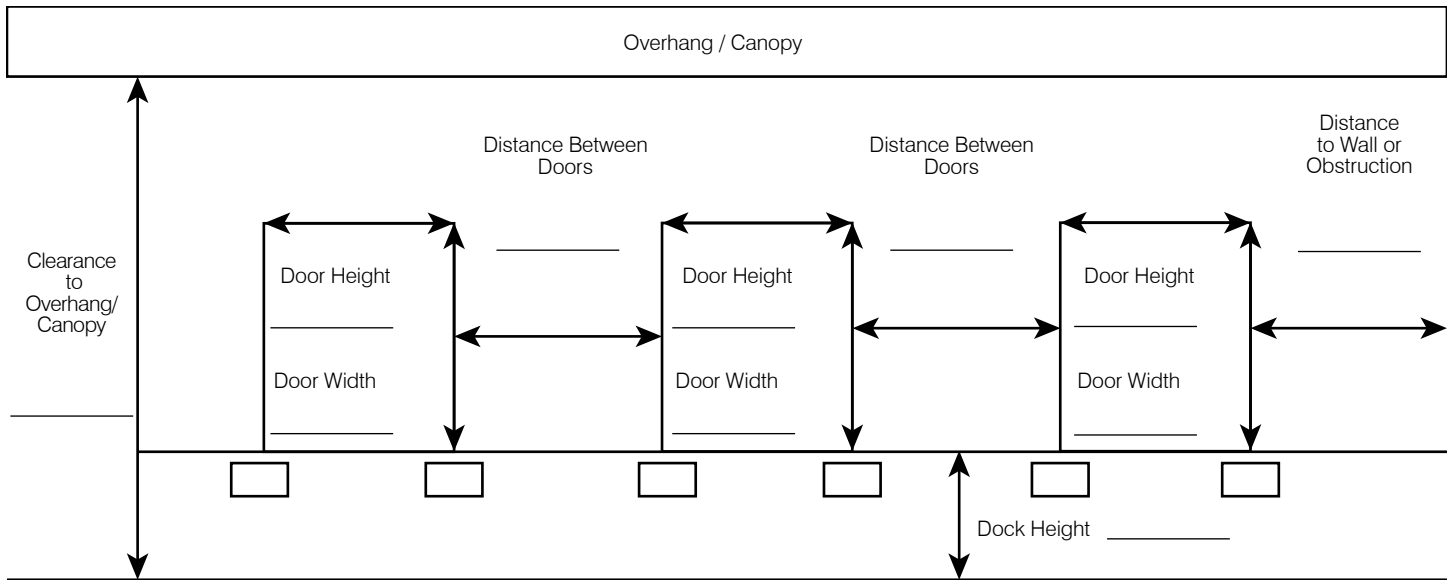 Overhang / Canopy
Distance Between
Doors
Distance Between
Doors
Distance
to Wall or
Obstruction
Clearance
to
Overhang/
Canopy
Door Height
Door Width
Door Height
Door Width
Door Height
Door Width
Dock Height